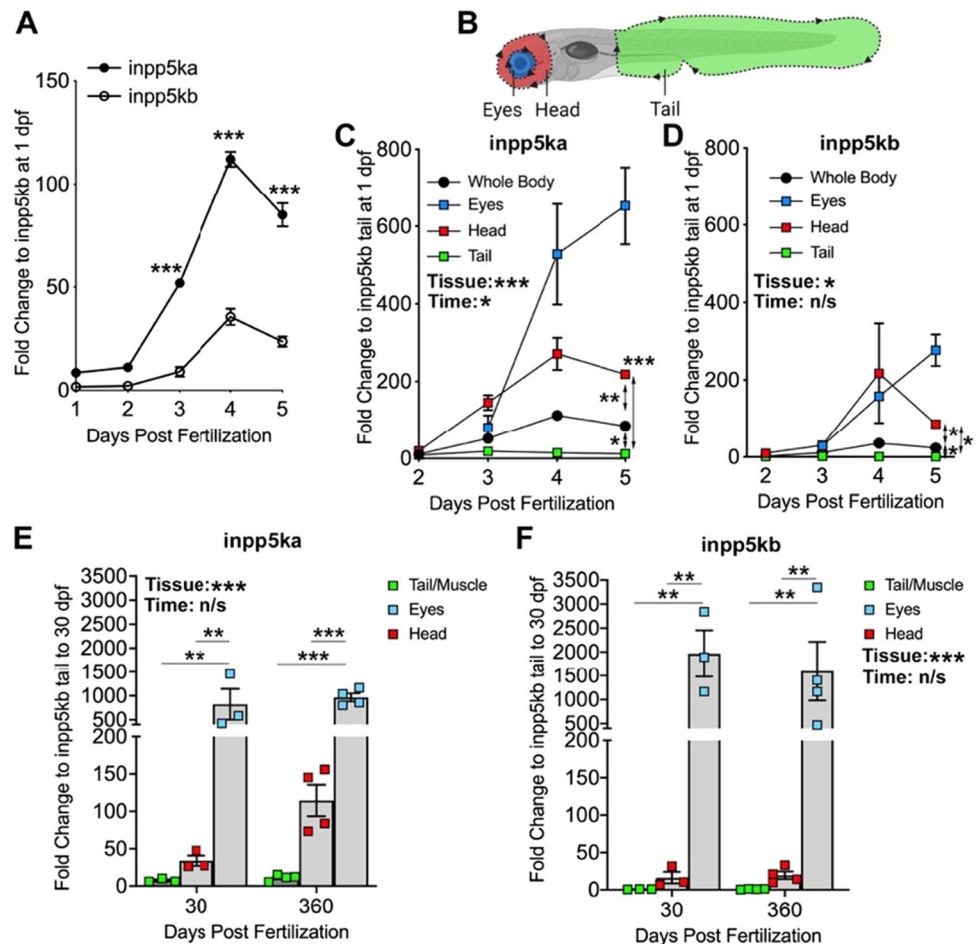 A
inpp5ka
inpp5kb
Fold Change to inpp5kb at 1 dpf
150
100
50
0
***
***
***
1 2 3 4 5
Days Post Fertilization
B
Eyes Head Tail
C
inpp5ka
Fold Change to inpp5kb tail at 1 dpf
800
600
400
200
0
Whole Body
Eyes
Head
Tail
Tissue:***
Time: *
***
**
*
2 3 4 5
Days Post Fertilization
D
inpp5kb
Fold Change to inpp5kb tail at 1 dpf
800
600
400
200
0
Whole Body
Eyes
Head
Tail
Tissue: *
Time: n/s
*
*
*
2 3 4 5
Days Post Fertilization
E
inpp5ka
Fold Change to inpp5kb tail to 30 dpf
3500
3000
2500
2000
1500
1000
500
200
150
100
50
0
Tissue:***
Time: n/s
** ***
** ***
Tail/Muscle
Eyes
Head
30 360
Days Post Fertilization
F
inpp5kb
Fold Change to inpp5kb tail to 30 dpf
3500
3000
2500
2000
1500
1000
500
200
150
100
50
0
** **
** **
Tail/Muscle
Eyes
Head
Tissue:***
Time: n/s
30 360
Days Post Fertilization